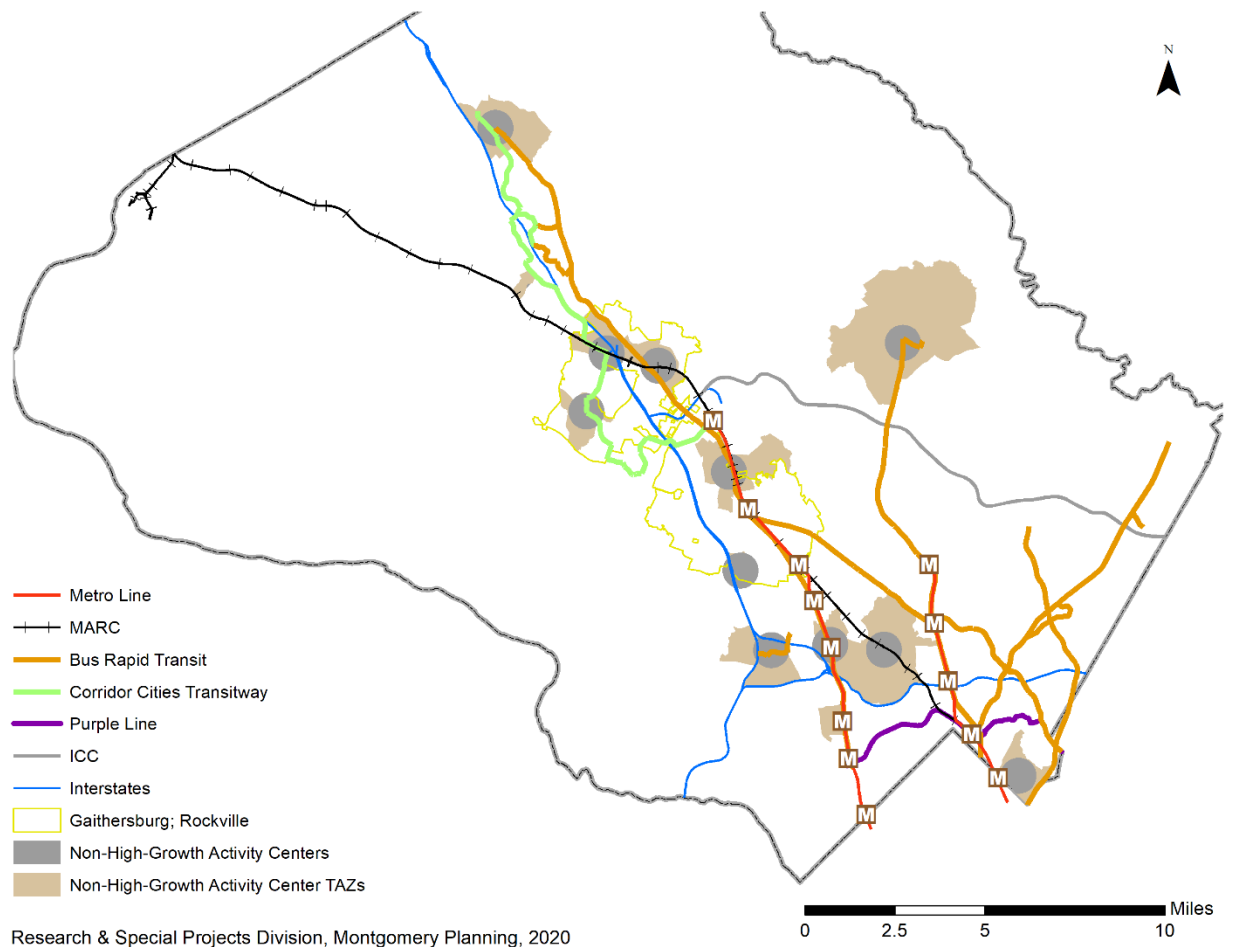 N
M
M
M
M
M
M
M
M
M
M
M
M
M
Metro Line
MARC
Bus Rapid Transit
Corridor Cities Transitway
Purple Line
ICC
Interstates
Gaithersburg; Rockville
Non-High-Growth Activity Centers
Non-High-Growth Activity Center TAZs
Miles
0 2.5 5 10
Research & Special Projects Division, Montgomery Planning, 2020